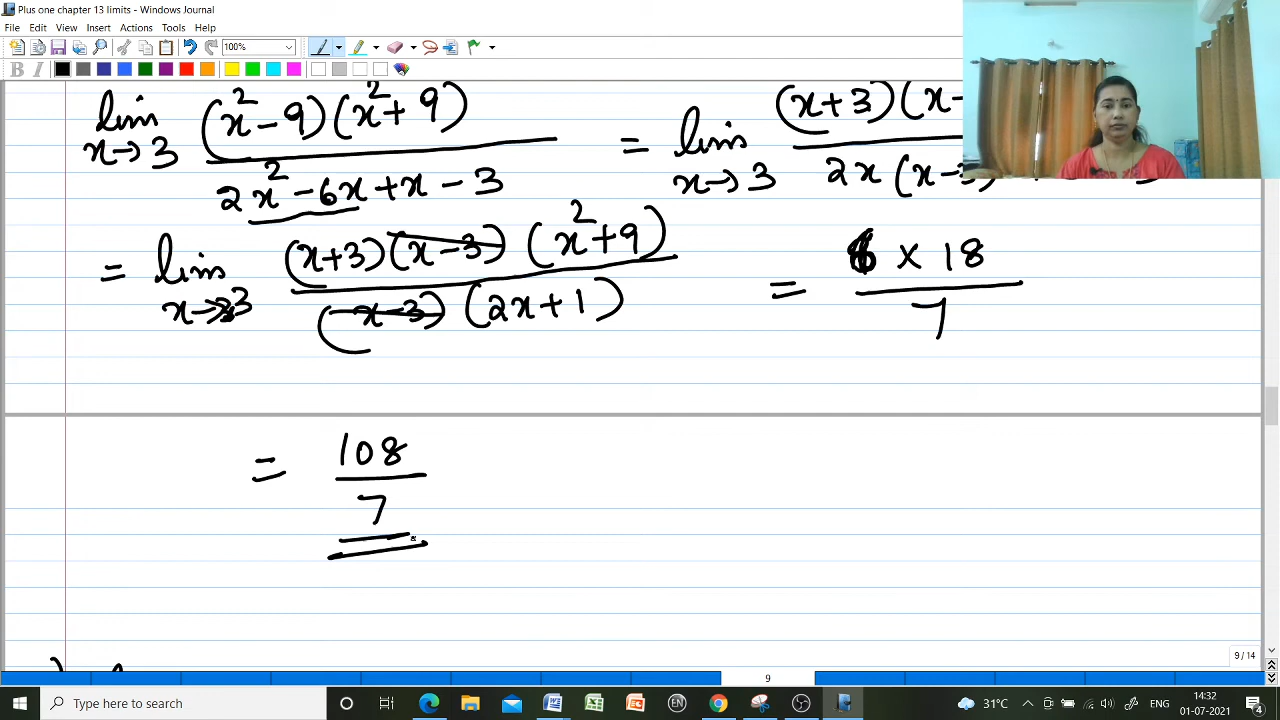 Plus one chapter 13 limits - Windows Journal
File Edit View Insert Actions Tools Help
100%
B I
lim x→3 (x²-9)(x²+9) / 2x²-6x+x-3 = lim x→3 (x+3)(x- / 2x(x-3)
= lim x→3 (x+3)(x-3)(x²+9) / (x-3)(2x+1) = 6 × 18 / 7
= 108 / 7
9 / 14
9
Type here to search
31°C ENG 14:32
01-07-2021